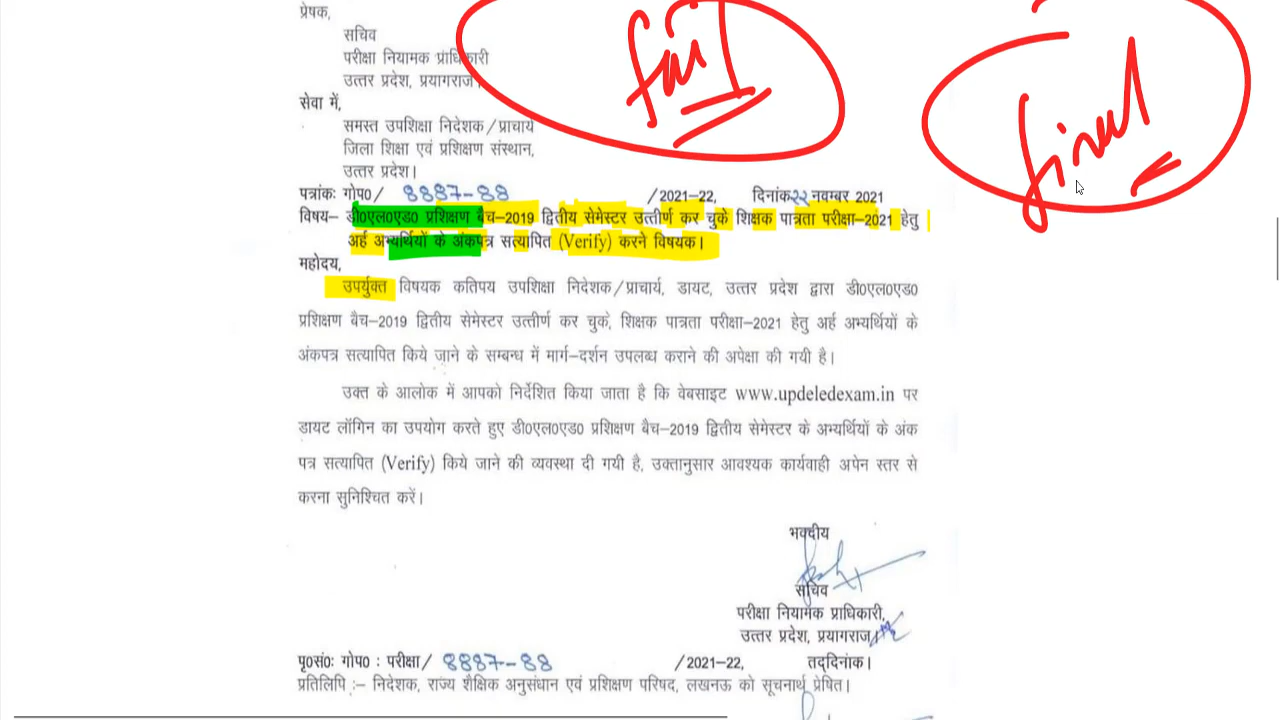 प्रेषक,
सचिव
परीक्षा नियामक प्राधिकारी
उत्तर प्रदेश, प्रयागराज।
fail
final
सेवा में,
समस्त उपशिक्षा निदेशक/प्राचार्य
जिला शिक्षा एवं प्रशिक्षण संस्थान,
उत्तर प्रदेश।
पत्रांकः गोप0/ 8887-88 /2021-22, दिनांक 22 नवम्बर 2021
विषय– डी0एल0एड0 प्रशिक्षण बैच–2019 द्वितीय सेमेस्टर उत्तीर्ण कर चुके शिक्षक पात्रता परीक्षा–2021 हेतु
अर्ह अभ्यर्थियों के अंकपत्र सत्यापित (Verify) करने विषयक।
महोदय,
उपर्युक्त विषयक कतिपय उपशिक्षा निदेशक/प्राचार्य, डायट, उत्तर प्रदेश द्वारा डी0एल0एड0
प्रशिक्षण बैच–2019 द्वितीय सेमेस्टर उत्तीर्ण कर चुके, शिक्षक पात्रता परीक्षा–2021 हेतु अर्ह अभ्यर्थियों के
अंकपत्र सत्यापित किये जाने के सम्बन्ध में मार्ग–दर्शन उपलब्ध कराने की अपेक्षा की गयी है।
उक्त के आलोक में आपको निर्देशित किया जाता है कि वेबसाइट www.updeledexam.in पर
डायट लॉगिन का उपयोग करते हुए डी0एल0एड0 प्रशिक्षण बैच–2019 द्वितीय सेमेस्टर के अभ्यर्थियों के अंक
पत्र सत्यापित (Verify) किये जाने की व्यवस्था दी गयी है, उक्तानुसार आवश्यक कार्यवाही अपेन स्तर से
करना सुनिश्चित करें।
भवदीय
सचिव
परीक्षा नियामक प्राधिकारी,
उत्तर प्रदेश, प्रयागराज।
पृ0सं0: गोप0 : परीक्षा/ 8887-88 /2021-22, तद्दिनांक।
प्रतिलिपि :– निदेशक, राज्य शैक्षिक अनुसंधान एवं प्रशिक्षण परिषद, लखनऊ को सूचनार्थ प्रेषित।